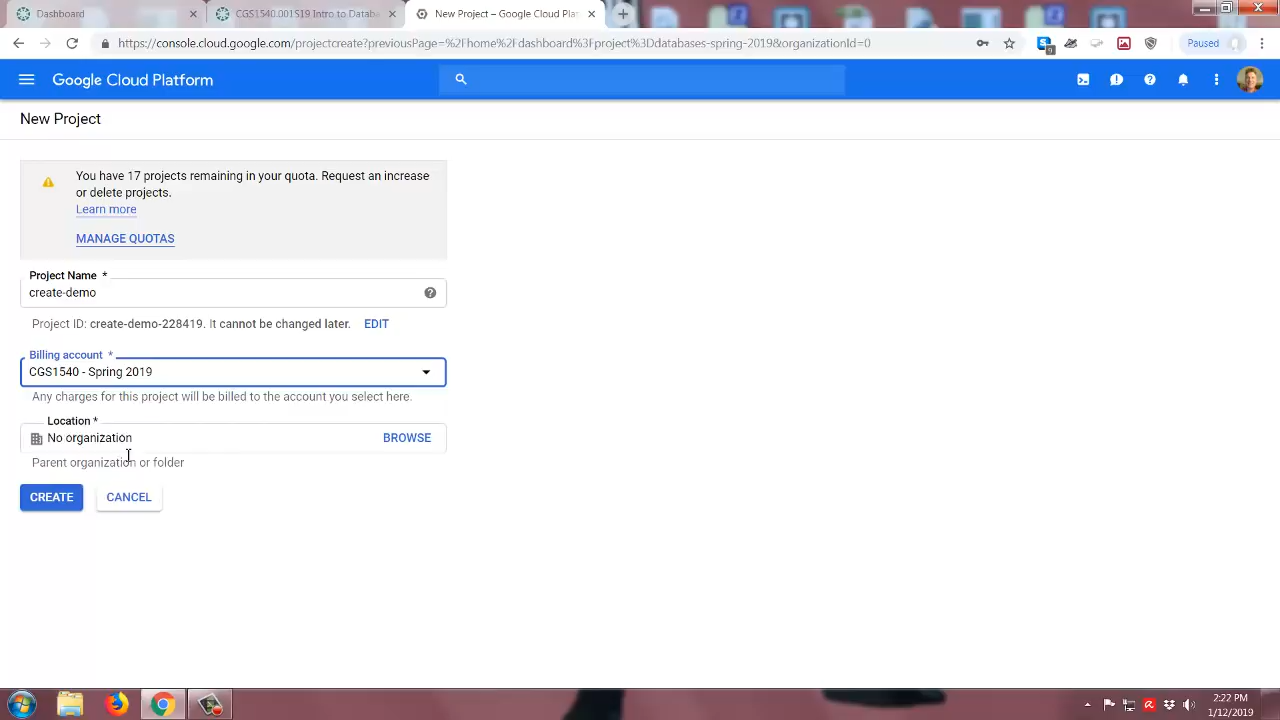 Dashboard
CGS1540.001S19 Intro to Datab
New Project – Google Cloud Plat
https://console.cloud.google.com/projectcreate?previousPage=%2Fhome%2Fdashboard%3Fproject%3Ddatabases-spring-2019&organizationId=0
9
Paused
Google Cloud Platform
New Project
You have 17 projects remaining in your quota. Request an increase
or delete projects.
Learn more
MANAGE QUOTAS
Project Name *
create-demo
Project ID: create-demo-228419. It cannot be changed later. EDIT
Billing account *
CGS1540 - Spring 2019
Any charges for this project will be billed to the account you select here.
Location *
No organization
BROWSE
Parent organization or folder
CREATE
CANCEL
2:22 PM
1/12/2019